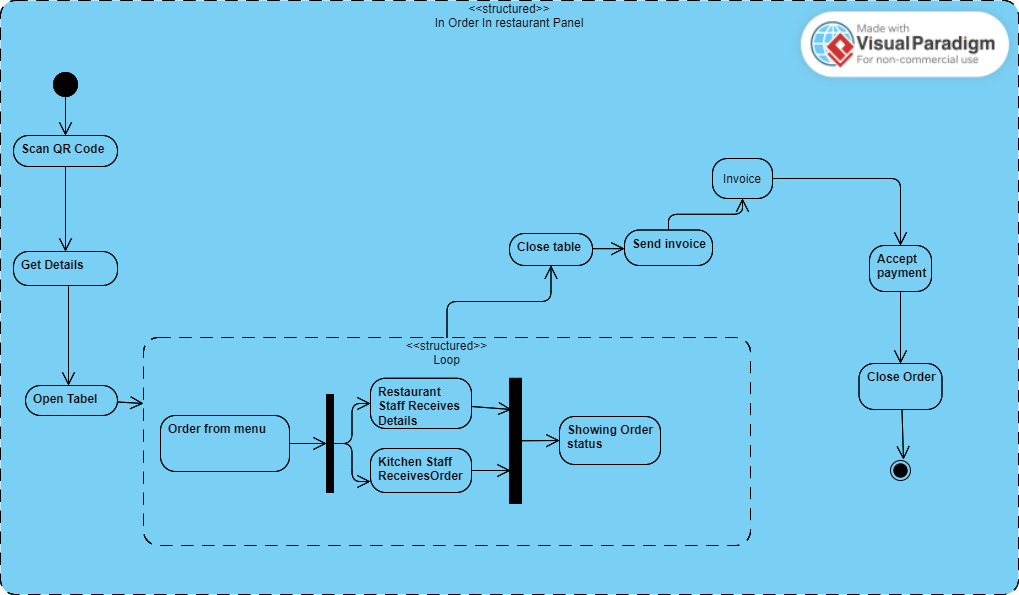 <<structured>>
In Order In restaurant Panel
Made with
Visual Paradigm
For non-commercial use
Scan QR Code
Get Details
Open Tabel
<<structured>>
Loop
Order from menu
Restaurant
Staff Receives
Details
Kitchen Staff
ReceivesOrder
Showing Order
status
Close table
Send invoice
Invoice
Accept
payment
Close Order